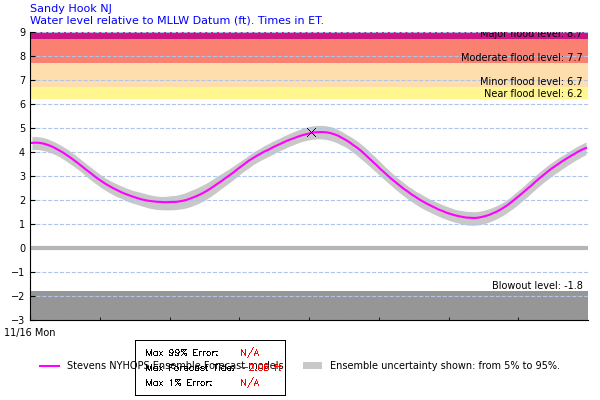 Sandy Hook NJ
Water level relative to MLLW Datum (ft). Times in ET.
9
Major flood level: 8.7
8
Moderate flood level: 7.7
7
Minor flood level: 6.7
Near flood level: 6.2
6
5
4
3
2
1
0
−1
Blowout level: -1.8
−2
−3
11/16 Mon
Max 99% Error: N/A
Stevens NYHOPS Ensemble Forecast models
Max Forecast Tide: ft
Ensemble uncertainty shown: from 5% to 95%.
Max 1% Error: N/A